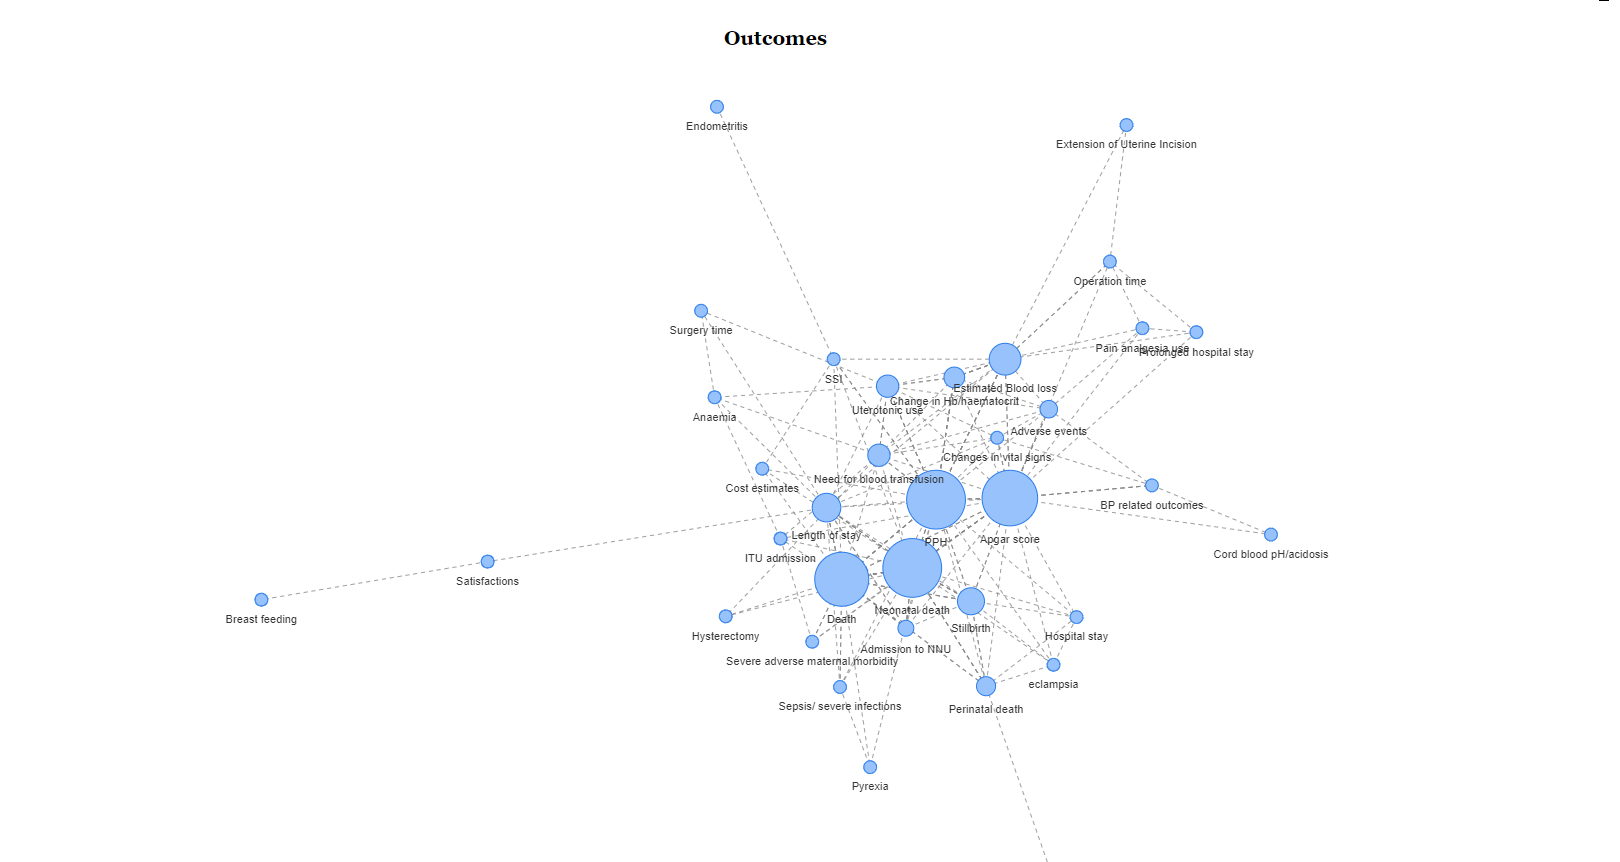 Outcomes
Endometritis
Extension of Uterine Incision
Operation time
Surgery time
Pain analgesia use
Prolonged hospital stay
SSI
Estimated Blood loss
Change in Hb/haematocrit
Uterotonic use
Anaemia
Adverse events
Changes in vital signs
Need for blood transfusion
Cost estimates
BP related outcomes
Length of stay
PPH
Apgar score
Cord blood pH/acidosis
ITU admission
Satisfactions
Neonatal death
Breast feeding
Death
Stillbirth
Hysterectomy
Hospital stay
Admission to NNU
Severe adverse maternal morbidity
eclampsia
Sepsis/ severe infections
Perinatal death
Pyrexia